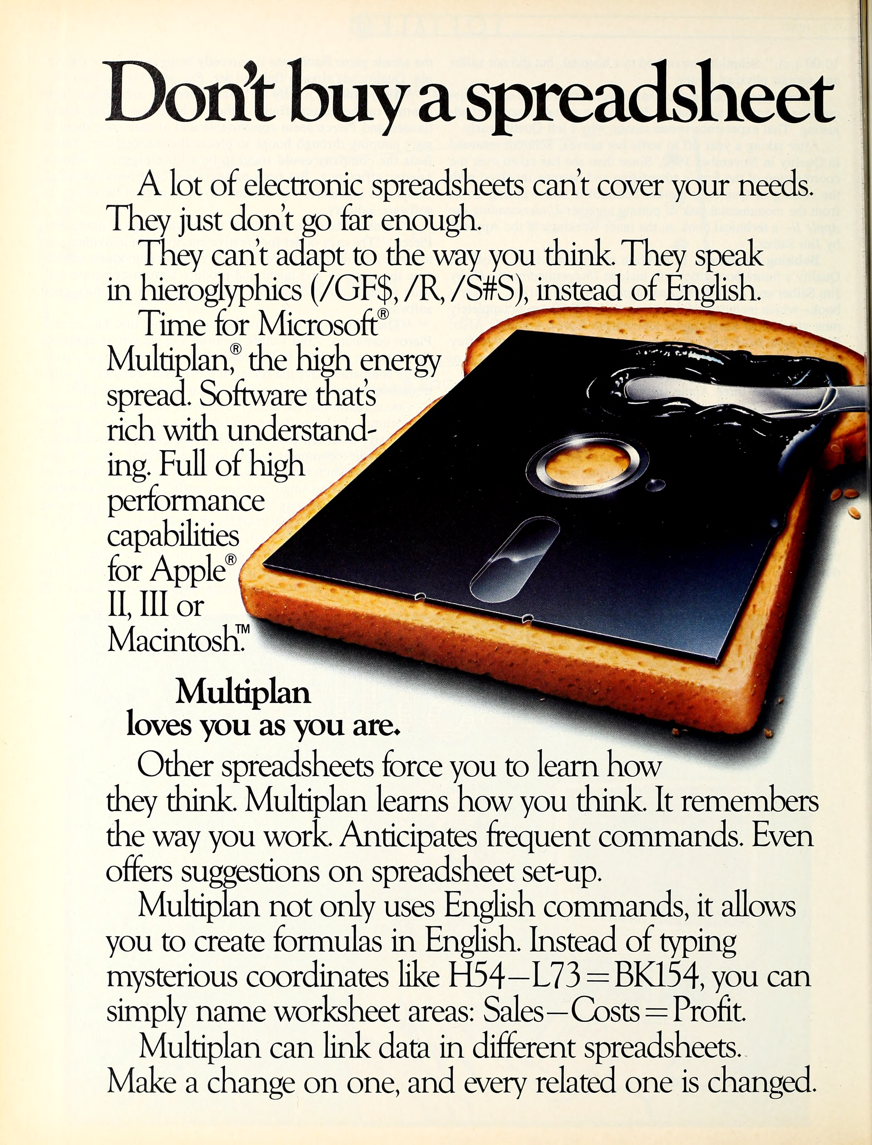 Don't buy a spreadsheet
A lot of electronic spreadsheets can't cover your needs.
They just don't go far enough.
They can't adapt to the way you think. They speak
in hieroglyphics (/GF$, /R, /S#S), instead of English.
Time for Microsoft®
Multiplan,® the high energy
spread. Software that's
rich with understand-
ing. Full of high
performance
capabilities
for Apple®
II, III or
Macintosh.™
Multiplan
loves you as you are.
Other spreadsheets force you to learn how
they think. Multiplan learns how you think. It remembers
the way you work. Anticipates frequent commands. Even
offers suggestions on spreadsheet set-up.
Multiplan not only uses English commands, it allows
you to create formulas in English. Instead of typing
mysterious coordinates like H54—L73=BK154, you can
simply name worksheet areas: Sales—Costs=Profit.
Multiplan can link data in different spreadsheets.
Make a change on one, and every related one is changed.